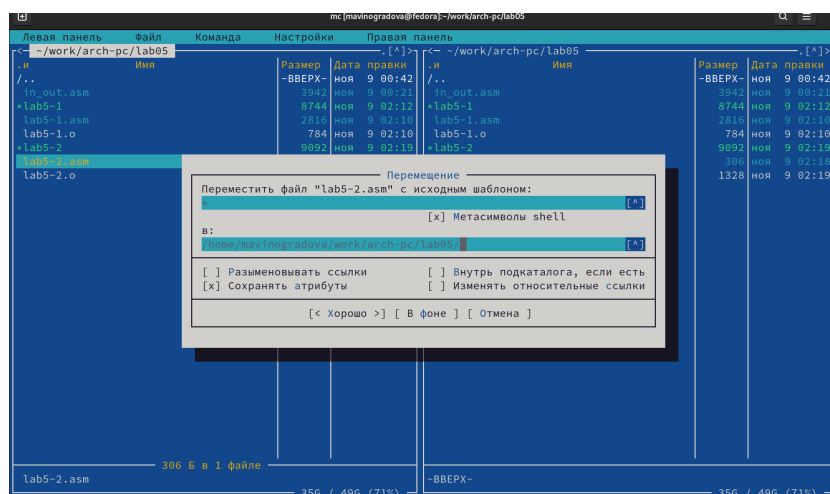 mc [mavinogradova@fedora]:~/work/arch-pc/lab05
Левая панель Файл Команда Настройки Правая панель
<─ ~/work/arch-pc/lab05 .[^]> <─ ~/work/arch-pc/lab05 .[^]>
.и Имя Размер Дата правки .и Имя Размер Дата правки
/.. -ВВЕРХ- ноя 9 00:42 /.. -ВВЕРХ- ноя 9 00:42
in_out.asm 3942 ноя 9 00:21 in_out.asm 3942 ноя 9 00:21
*lab5-1 8744 ноя 9 02:12 *lab5-1 8744 ноя 9 02:12
lab5-1.asm 2816 ноя 9 02:10 lab5-1.asm 2816 ноя 9 02:10
lab5-1.o 784 ноя 9 02:10 lab5-1.o 784 ноя 9 02:10
*lab5-2 9092 ноя 9 02:19 *lab5-2 9092 ноя 9 02:19
lab5-2.asm 306 ноя 9 02:18
lab5-2.o 1328 ноя 9 02:19
Перемещение
Переместить файл "lab5-2.asm" с исходным шаблоном:
* [^]
[x] Метасимволы shell
в:
/home/mavinogradova/work/arch-pc/lab05/ [^]
[ ] Разыменовывать ссылки [ ] Внутрь подкаталога, если есть
[x] Сохранять атрибуты [ ] Изменять относительные ссылки
[< Хорошо >] [ В фоне ] [ Отмена ]
306 Б в 1 файле
lab5-2.asm -ВВЕРХ-
35G / 49G (71%) 35G / 49G (71%)